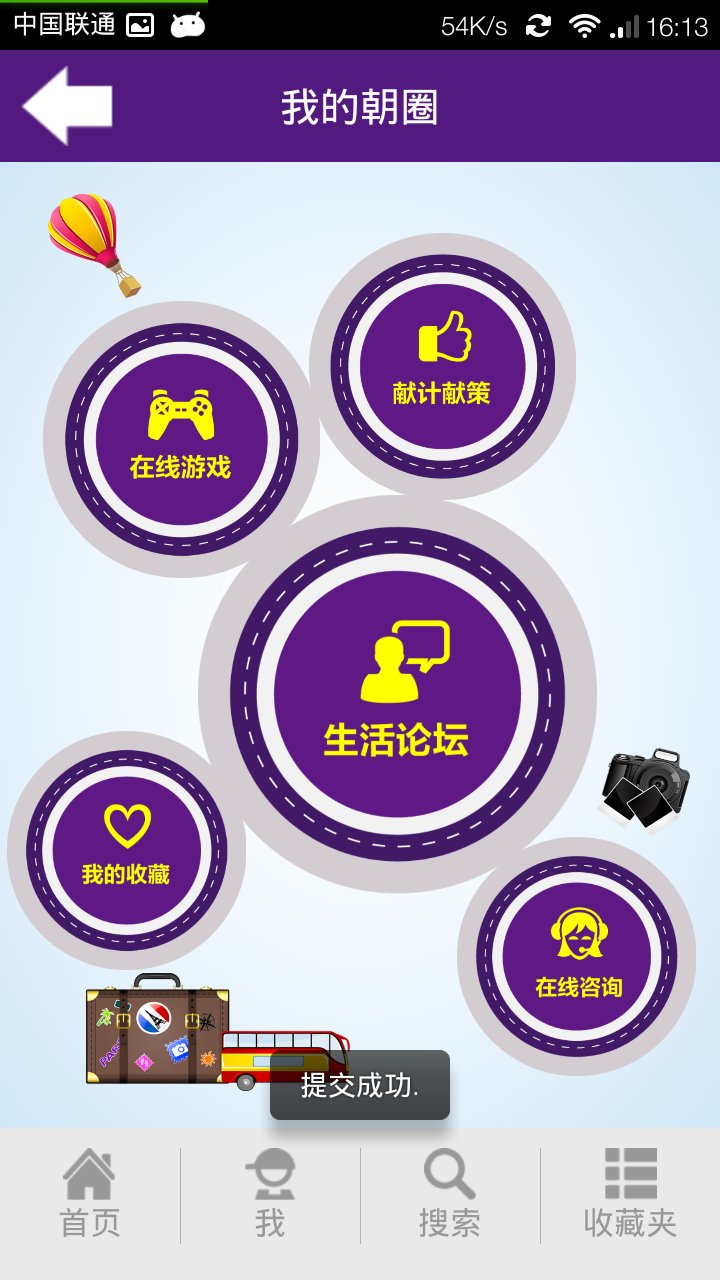 中国联通 54K/s 16:13
我的朝圈
献计献策
在线游戏
生活论坛
我的收藏
在线咨询
提交成功.
首页 我 搜索 收藏夹